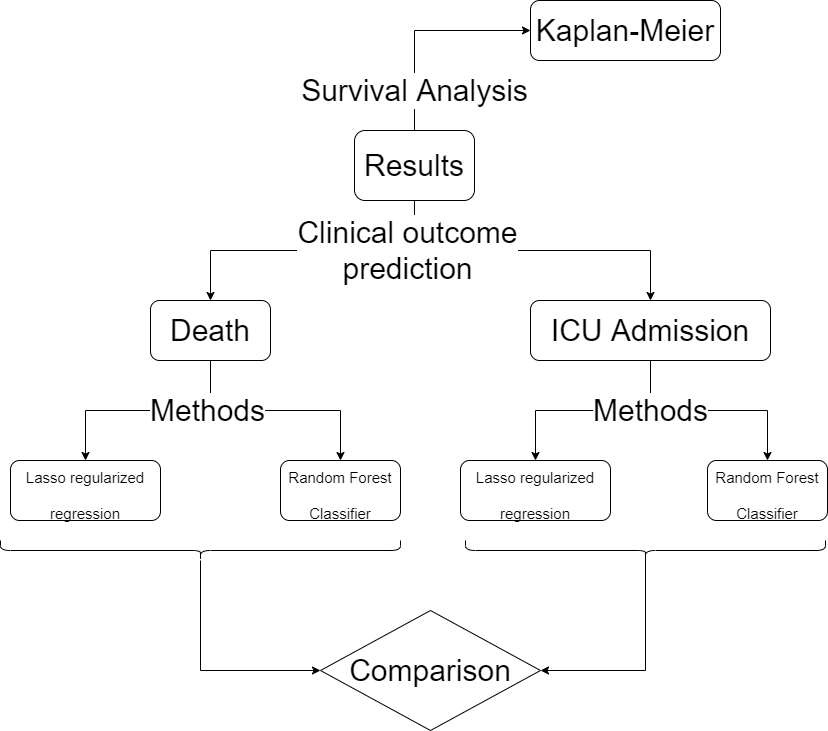 Kaplan-Meier
Survival Analysis
Results
Clinical outcome
prediction
Death
ICU Admission
Methods
Methods
Lasso regularized
regression
Random Forest
Classifier
Lasso regularized
regression
Random Forest
Classifier
Comparison